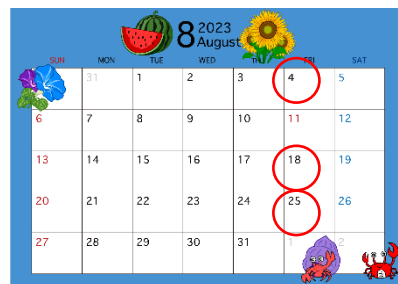 8 2023 August
SUN MON TUE WED THU FRI SAT
31 1 2 3 4 5
6 7 8 9 10 11 12
13 14 15 16 17 18 19
20 21 22 23 24 25 26
27 28 29 30 31 1 2